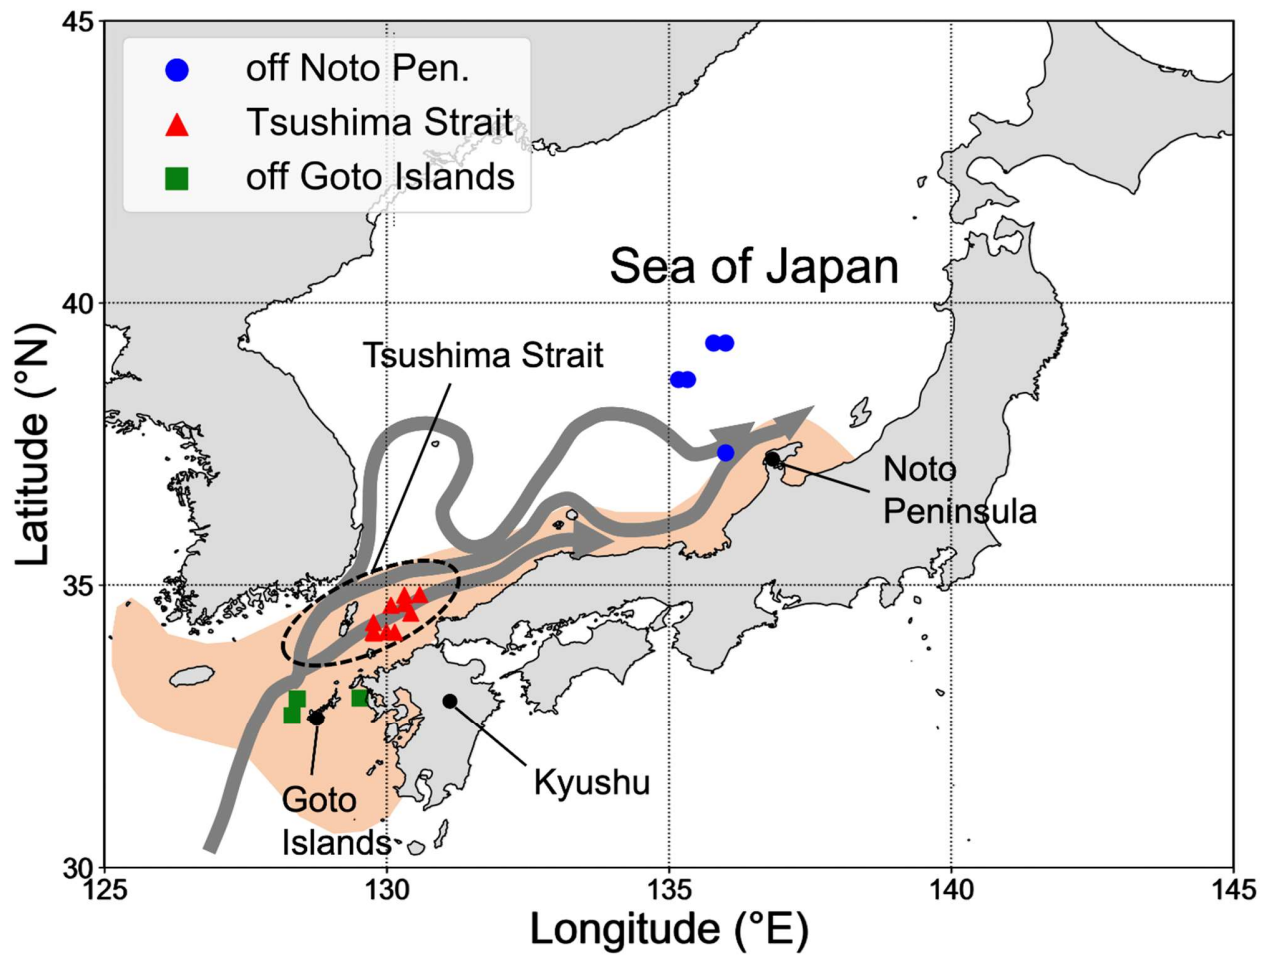 45
off Noto Pen.
Tsushima Strait
off Goto Islands
Sea of Japan
40
Tsushima Strait
Noto
Peninsula
35
Kyushu
Goto
Islands
30
125
130
135
140
145
Latitude (°N)
Longitude (°E)